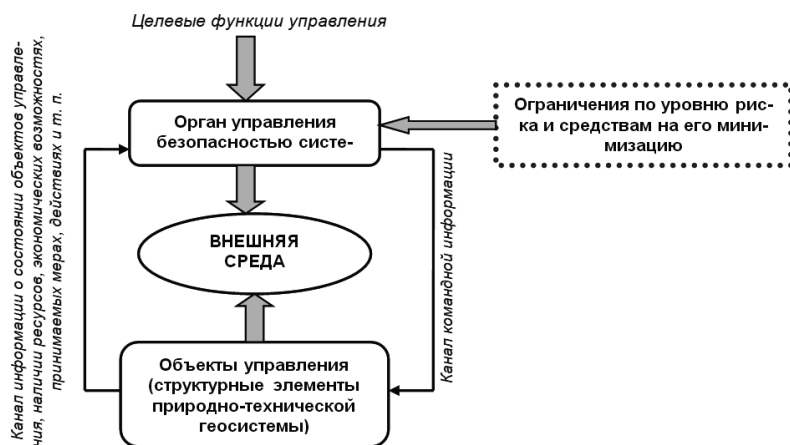 Целевые функции управления
Орган управления
безопасностью систе-
Ограничения по уровню рис-
ка и средствам на его мини-
мизацию
ВНЕШНЯЯ
СРЕДА
Объекты управления
(структурные элементы
природно-технической
геосистемы)
Канал командной информации
Канал информации о состоянии объектов управле-
ния, наличии ресурсов, экономических возможностях,
принимаемых мерах, действиях и т. п.